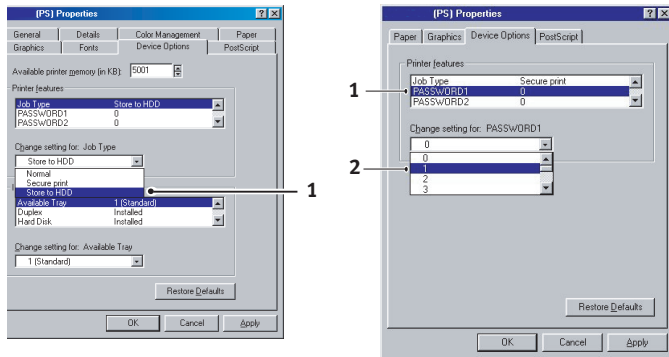 (PS) Properties
General Details Color Management Paper
Graphics Fonts Device Options PostScript
Available printer memory (in KB): 5001
Printer features
Job Type Store to HDD
PASSWORD1 0
PASSWORD2 0
Change setting for: Job Type
Store to HDD
Normal
Secure print
Store to HDD
1
Available Tray 1 (Standard)
Duplex Installed
Hard Disk Installed
Change setting for: Available Tray
1 (Standard)
Restore Defaults
OK Cancel Apply
(PS) Properties
Paper Graphics Device Options PostScript
Printer features
Job Type Secure print
1
PASSWORD1 0
PASSWORD2 0
Change setting for: PASSWORD1
0
0
2
1
2
3
Restore Defaults
OK Cancel Apply